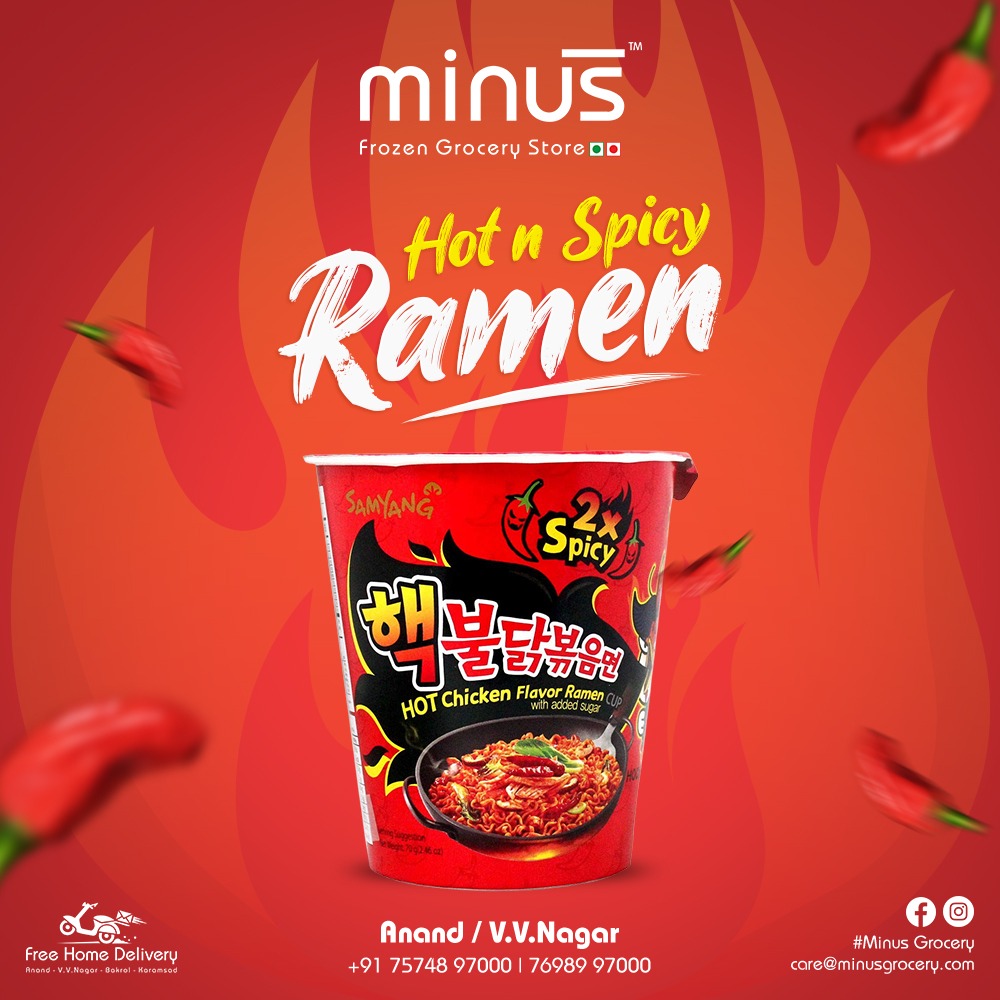 minus™
Frozen Grocery Store
Hot n Spicy
Ramen
SAMYANG
2x
Spicy
핵불닭볶음면
HOT Chicken Flavor Ramen CUP
with added sugar
Free Home Delivery
Anand - V.V.Nagar - Bakrol - Karamsad
Anand / V.V.Nagar
+91 75748 97000 | 76989 97000
#Minus Grocery
care@minusgrocery.com